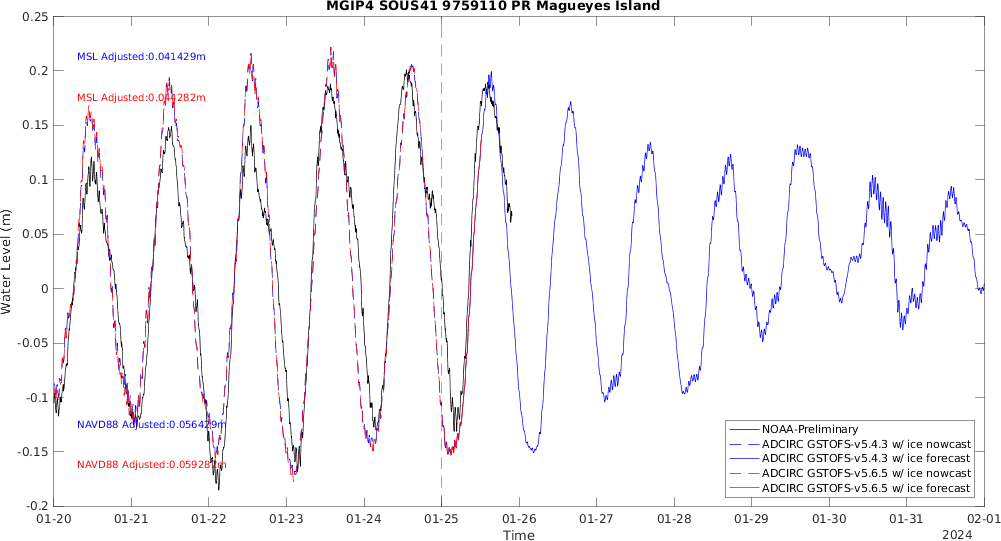 MGIP4 SOUS41 9759110 PR Magueyes Island
0.25
0.2
0.15
0.1
0.05
0
-0.05
-0.1
-0.15
-0.2
Water Level (m)
MSL Adjusted:0.041429m
MSL Adjusted:0.044282m
NAVD88 Adjusted:0.056429m
NAVD88 Adjusted:0.059282m
NOAA-Preliminary
ADCIRC GSTOFS-v5.4.3 w/ ice nowcast
ADCIRC GSTOFS-v5.4.3 w/ ice forecast
ADCIRC GSTOFS-v5.6.5 w/ ice nowcast
ADCIRC GSTOFS-v5.6.5 w/ ice forecast
01-20 01-21 01-22 01-23 01-24 01-25 01-26 01-27 01-28 01-29 01-30 01-31 02-01
Time
2024